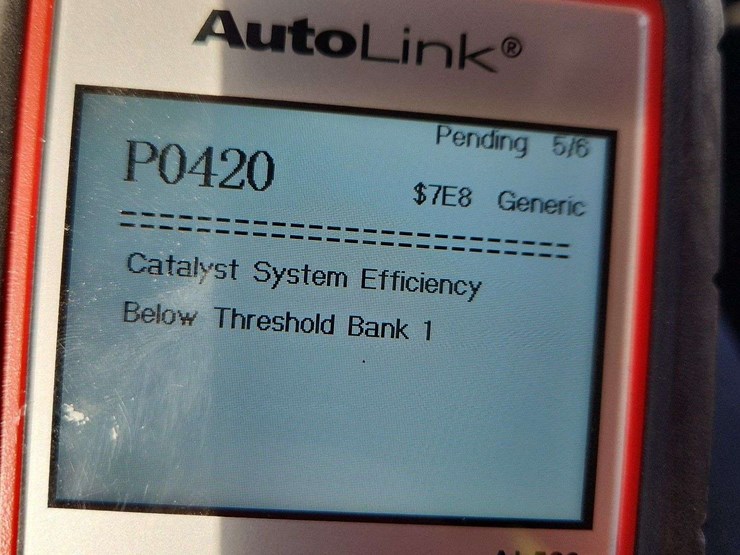 AutoLink®
P0420 Pending 5/6
$7E8 Generic
==============================
Catalyst System Efficiency
Below Threshold Bank 1